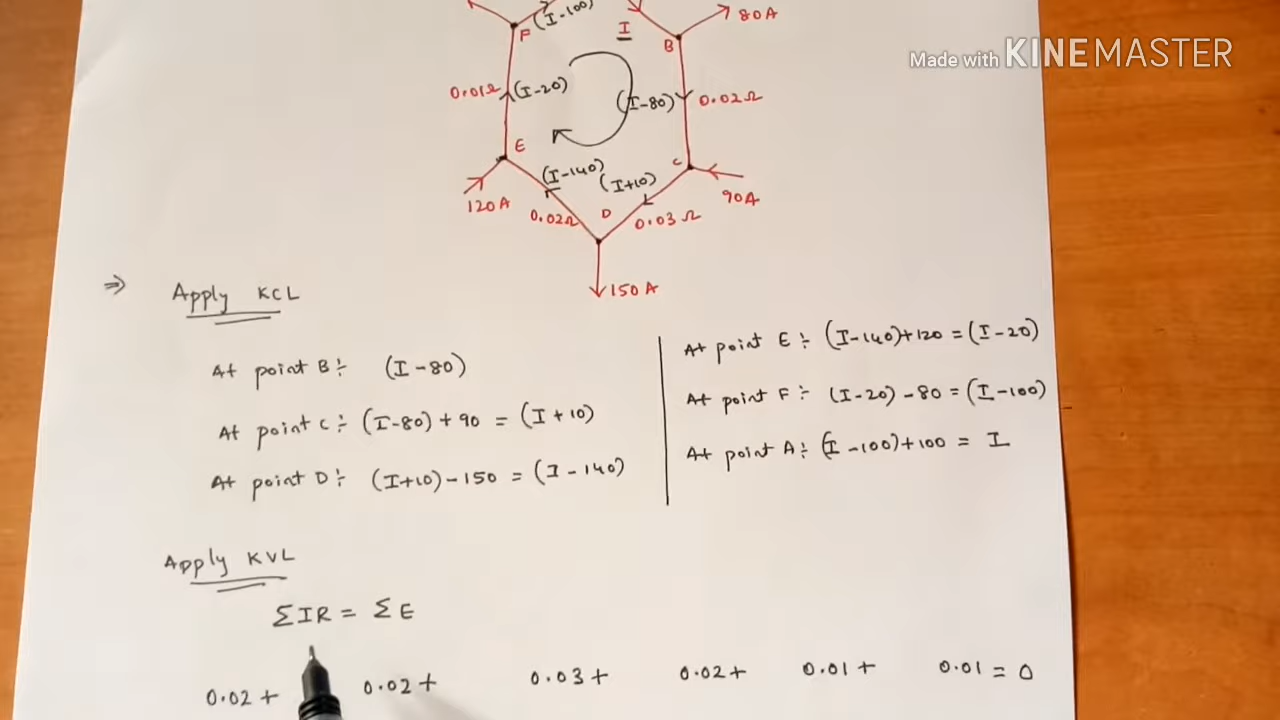 Made with KINEMASTER
(I-100)
F
I
B
80A
0.01Ω
(I-20)
(I-80)
0.02Ω
E
C
(I-140)
(I+10)
120A
0.02Ω
D
0.03Ω
90A
150A
⇒ Apply KCL
At point B:- (I-80)
At point C:- (I-80)+90 = (I+10)
At point D:- (I+10)-150 = (I-140)
At point E:- (I-140)+120 = (I-20)
At point F:- (I-20)-80 = (I-100)
At point A:- (I-100)+100 = I
Apply KVL
ΣIR = ΣE
0.02+ 0.02+ 0.03+ 0.02+ 0.01+ 0.01 = 0